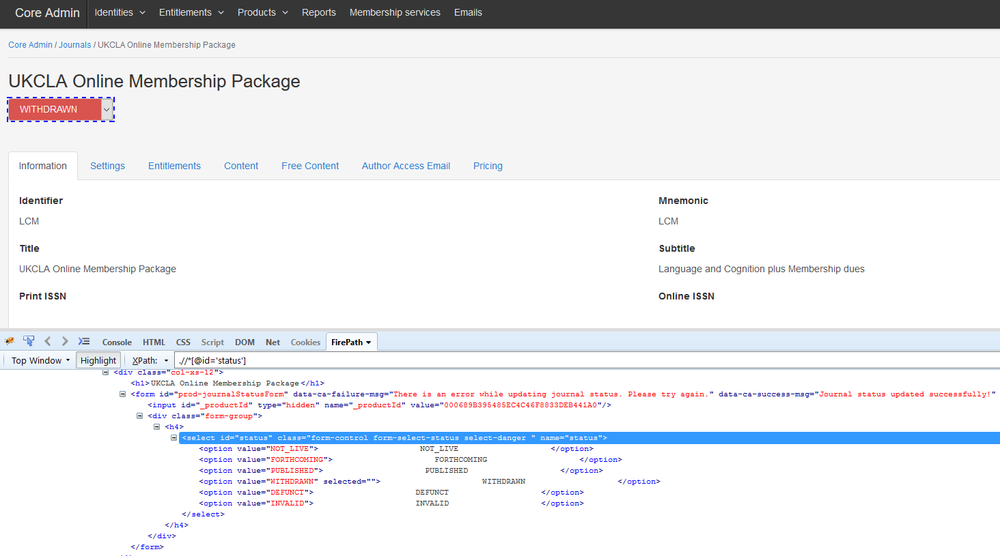 Core Admin Identities Entitlements Products Reports Membership services Emails
Core Admin / Journals / UKCLA Online Membership Package
UKCLA Online Membership Package
WITHDRAWN
Information Settings Entitlements Content Free Content Author Access Email Pricing
Identifier Mnemonic
LCM LCM
Title Subtitle
UKCLA Online Membership Package Language and Cognition plus Membership dues
Print ISSN Online ISSN
Console HTML CSS Script DOM Net Cookies FirePath
Top Window Highlight XPath: .//*[@id='status']
<div class="col-xs-12">
<h1>UKCLA Online Membership Package</h1>
<form id="prod-journalStatusForm" data-ca-failure-msg="There is an error while updating journal status. Please try again." data-ca-success-msg="Journal status updated successfully!"
<input id="_productId" type="hidden" name="_productId" value="000689B395485EC4C46F8833DEB441A0"/>
<div class="form-group">
<h4>
<select id="status" class="form-control form-select-status select-danger " name="status">
<option value="NOT_LIVE"> NOT_LIVE </option>
<option value="FORTHCOMING"> FORTHCOMING </option>
<option value="PUBLISHED"> PUBLISHED </option>
<option value="WITHDRAWN" selected=""> WITHDRAWN </option>
<option value="DEFUNCT"> DEFUNCT </option>
<option value="INVALID"> INVALID </option>
</select>
</h4>
</div>
</form>